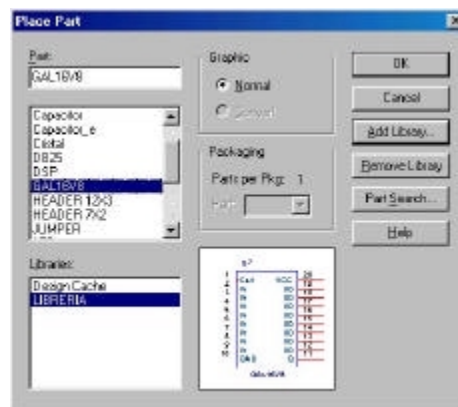 Place Part
Part:
GAL16V8
Capacitor
Capacitor_e
Cristal
DB25
DSP
GAL16V8
HEADER 12X3
HEADER 7X2
JUMPER
Libraries:
Design Cache
LIBRERIA
Graphic
Normal
Convert
Packaging
Parts per Pkg: 1
Part:
OK
Cancel
Add Library...
Remove Library
Part Search...
Help
VCC
GND
GAL16V8